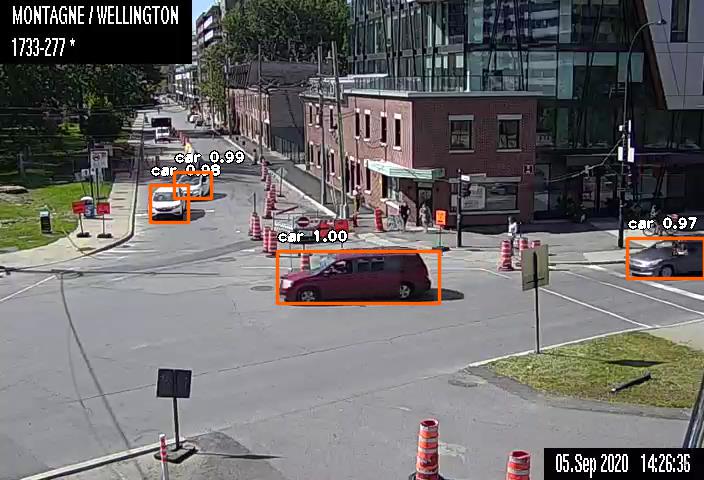 MONTAGNE / WELLINGTON
1733-277 *
car 0.99
car 0.98
car 0.97
car 1.00
05.Sep 2020 14:26:36